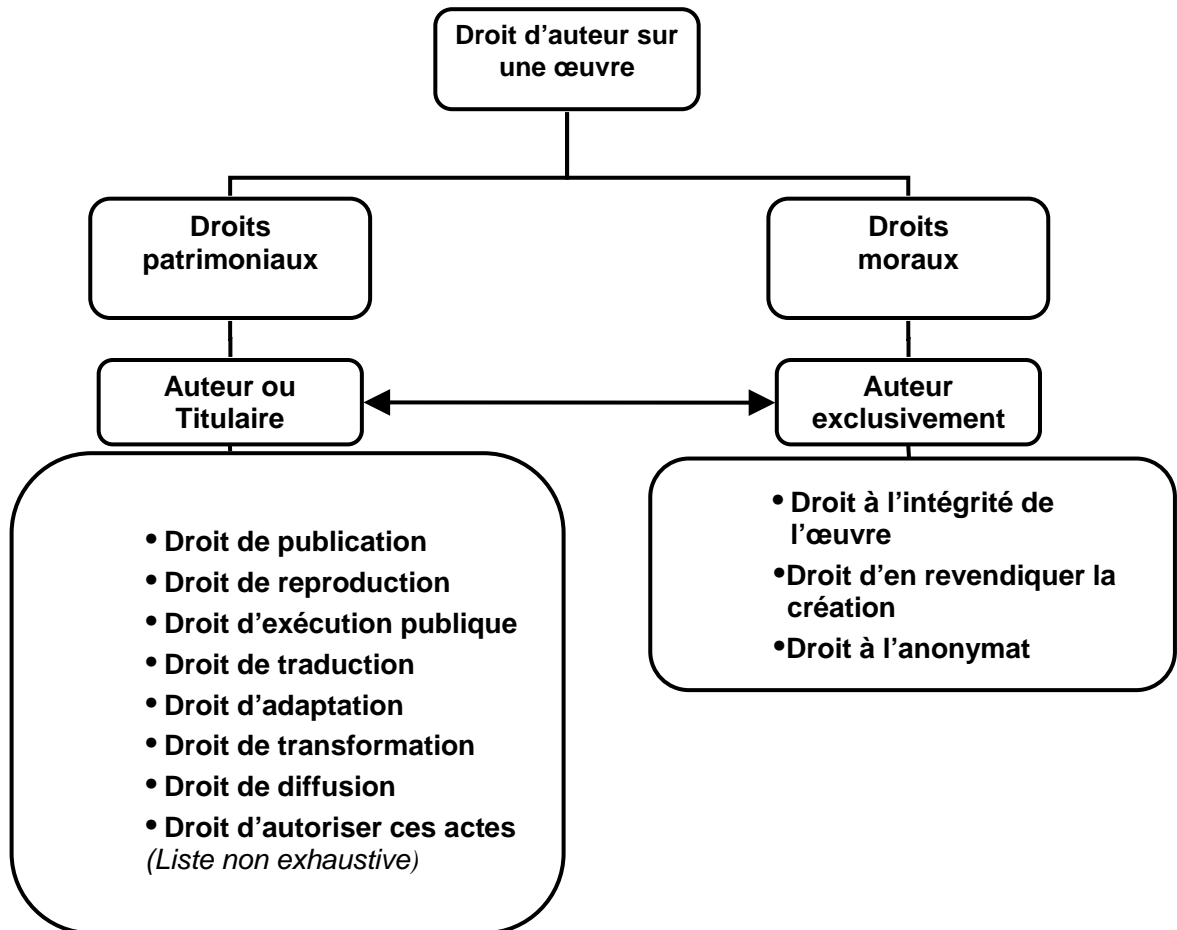 Droit d’auteur sur
une œuvre
Droits
patrimoniaux
Droits
moraux
Auteur ou
Titulaire
Auteur
exclusivement
• Droit de publication
• Droit de reproduction
• Droit d’exécution publique
• Droit de traduction
• Droit d’adaptation
• Droit de transformation
• Droit de diffusion
• Droit d’autoriser ces actes
(Liste non exhaustive)
• Droit à l’intégrité de
l’œuvre
•Droit d’en revendiquer la
création
•Droit à l’anonymat